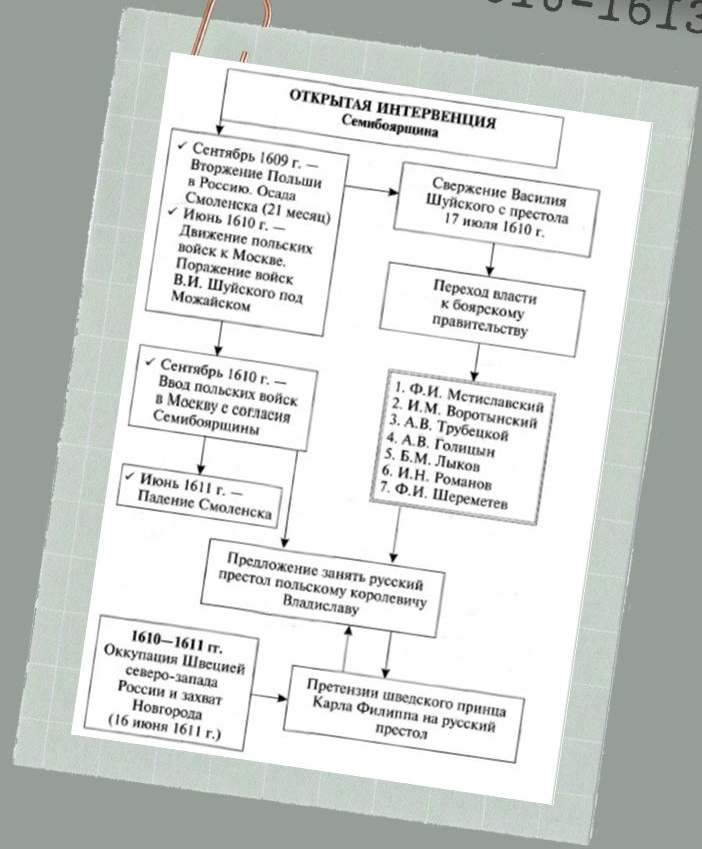 1610-1613
ОТКРЫТАЯ ИНТЕРВЕНЦИЯ
Семибоярщина
✓ Сентябрь 1609 г. —
Вторжение Польши
в Россию. Осада
Смоленска (21 месяц)
✓ Июнь 1610 г. —
Движение польских
войск к Москве.
Поражение войск
В.И. Шуйского под
Можайском
Свержение Василия
Шуйского с престола
17 июля 1610 г.
Переход власти
к боярскому
правительству
✓ Сентябрь 1610 г. —
Ввод польских войск
в Москву с согласия
Семибоярщины
1. Ф.И. Мстиславский
2. И.М. Воротынский
3. А.В. Трубецкой
4. А.В. Голицын
5. Б.М. Лыков
6. И.Н. Романов
7. Ф.И. Шереметев
✓ Июнь 1611 г. —
Падение Смоленска
Предложение занять русский
престол польскому королевичу
Владиславу
1610—1611 гг.
Оккупация Швецией
северо-запада
России и захват
Новгорода
(16 июня 1611 г.)
Претензии шведского принца
Карла Филиппа на русский
престол